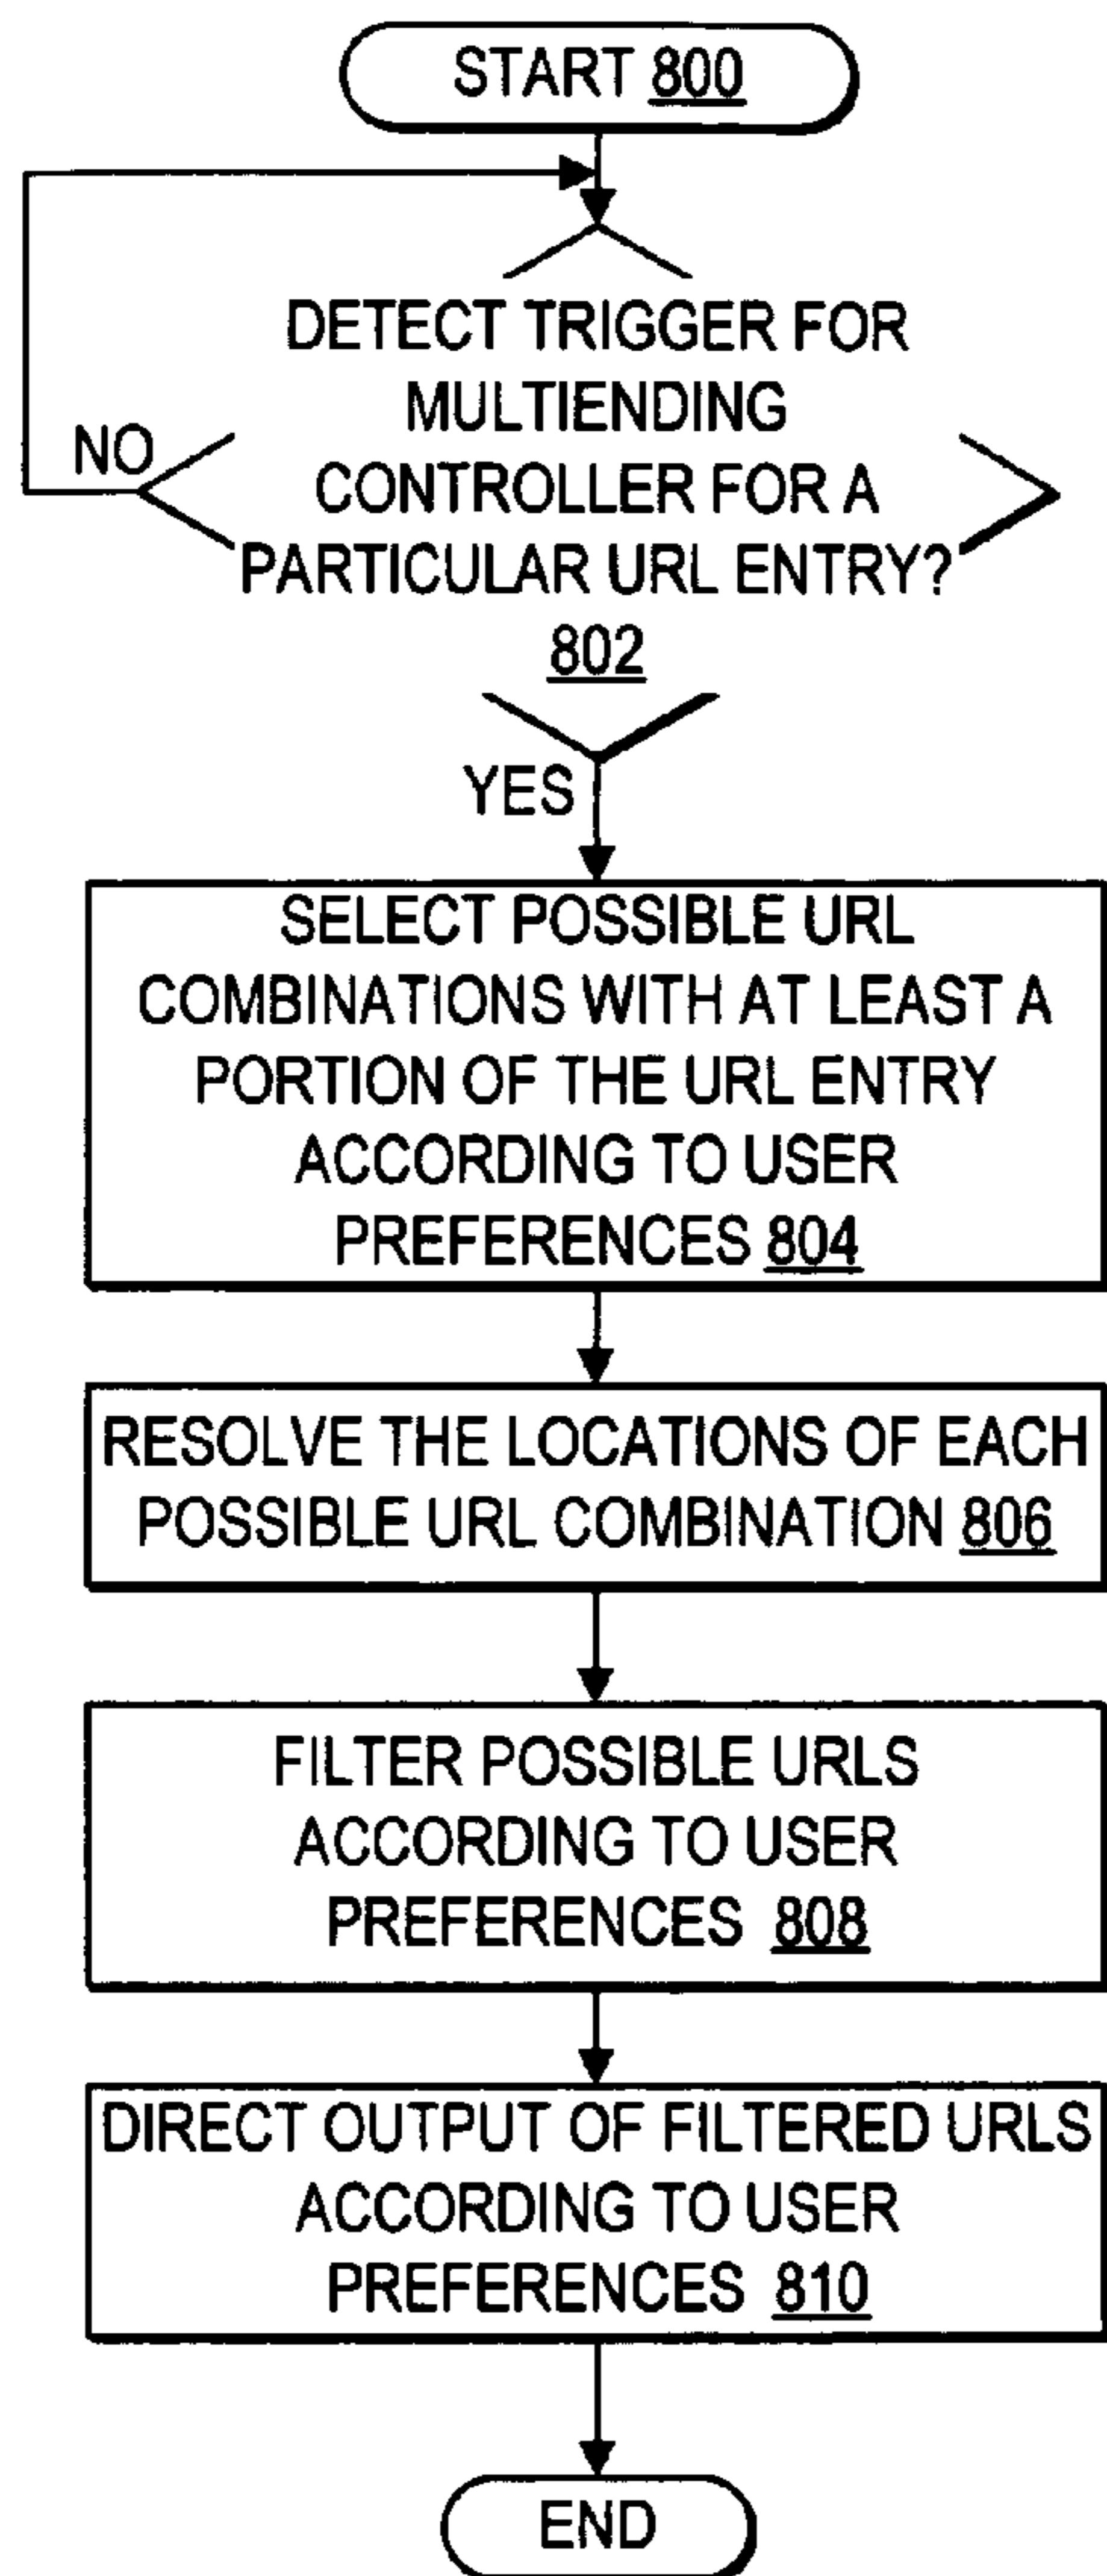 START 800
DETECT TRIGGER FOR
MULTIENDING
NO
CONTROLLER FOR A
PARTICULAR URL ENTRY?
802
YES
SELECT POSSIBLE URL
COMBINATIONS WITH AT LEAST A
PORTION OF THE URL ENTRY
ACCORDING TO USER
PREFERENCES 804
RESOLVE THE LOCATIONS OF EACH
POSSIBLE URL COMBINATION 806
FILTER POSSIBLE URLS
ACCORDING TO USER
PREFERENCES 808
DIRECT OUTPUT OF FILTERED URLS
ACCORDING TO USER
PREFERENCES 810
END